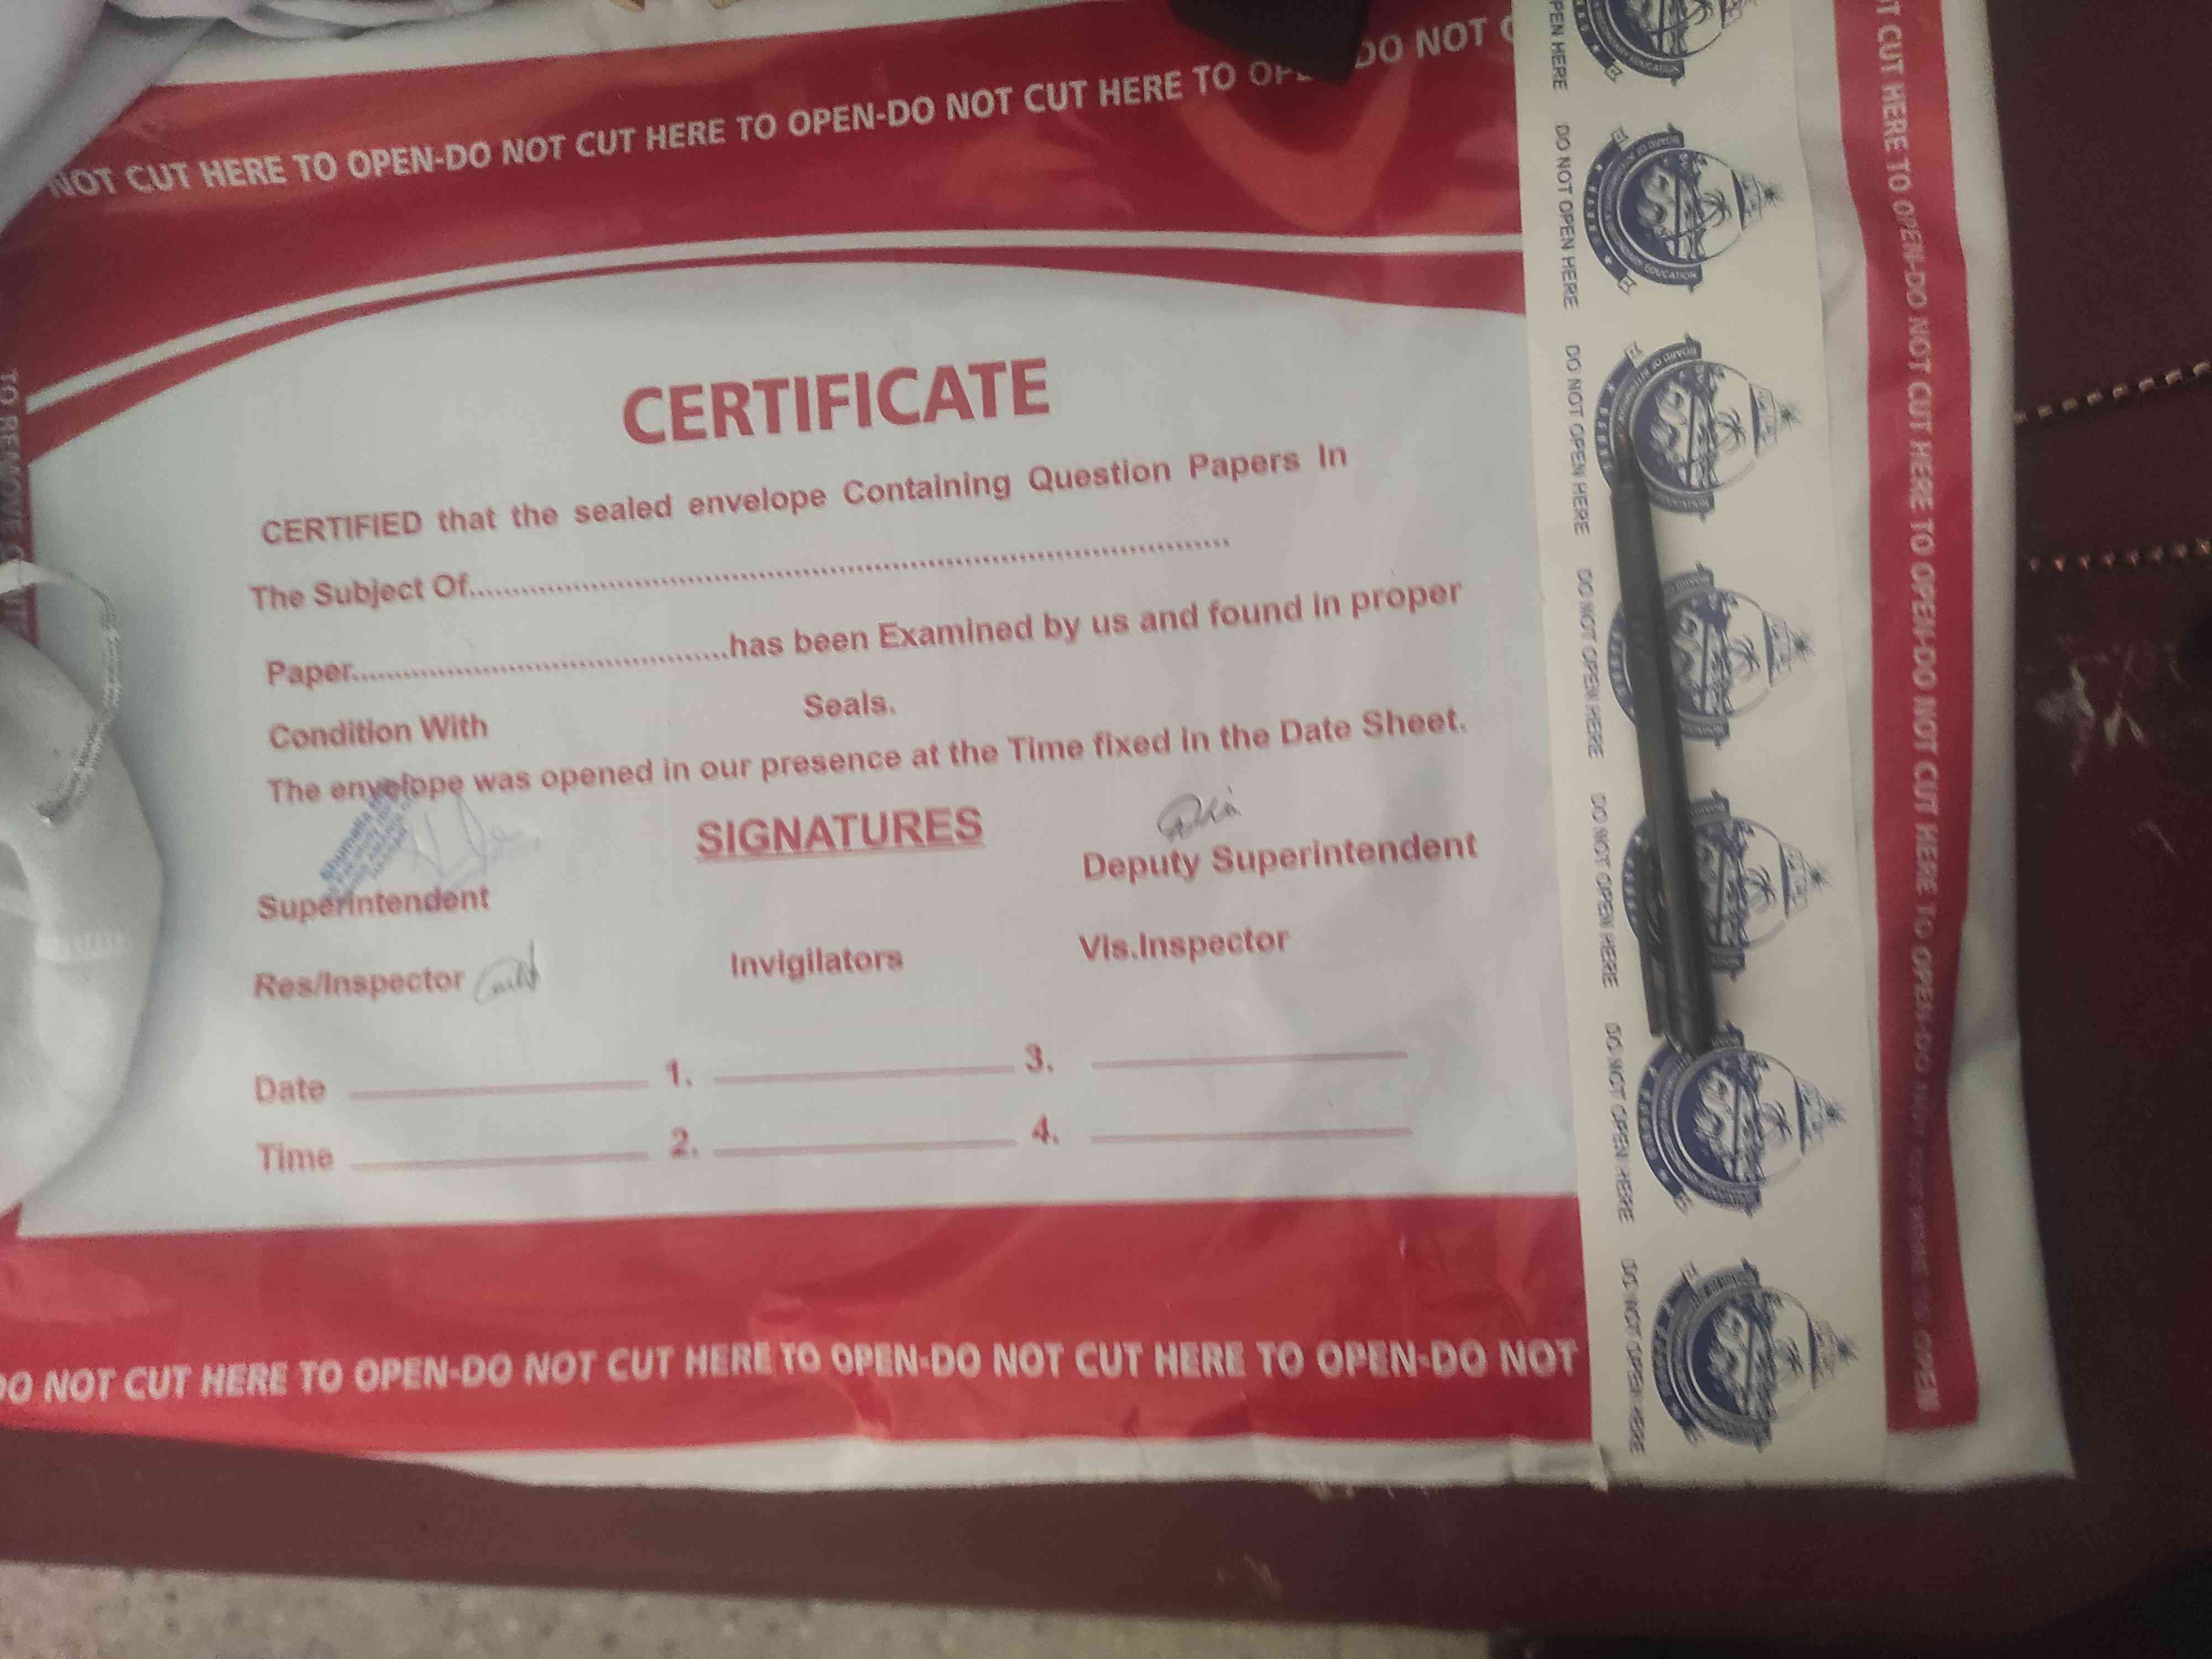 NOT CUT HERE TO OPEN-DO NOT CUT HERE TO OPEN-DO NOT CUT HERE TO DO NOT
CERTIFICATE
CERTIFIED that the sealed envelope Containing Question Papers In
The Subject Of................................................................
Paper........................................has been Examined by us and found in proper
Condition With Seals.
The envelope was opened in our presence at the Time fixed in the Date Sheet.
SIGNATURES
Superintendent
Deputy Superintendent
Res/Inspector
Invigilators
Vis.Inspector
Date 1. 3.
Time 2. 4.
DO NOT CUT HERE TO OPEN-DO NOT CUT HERE TO OPEN-DO NOT CUT HERE TO OPEN-DO NOT
TO REMOVE
PEN HERE DO NOT OPEN HERE DO NOT OPEN HERE DO NOT OPEN HERE DO NOT OPEN HERE DO NOT OPEN HERE DO NOT OPEN HERE
T CUT HERE TO OPEN-DO NOT CUT HERE TO OPEN-DO NOT CUT HERE TO OPEN-DO NOT CUT HERE TO OPEN